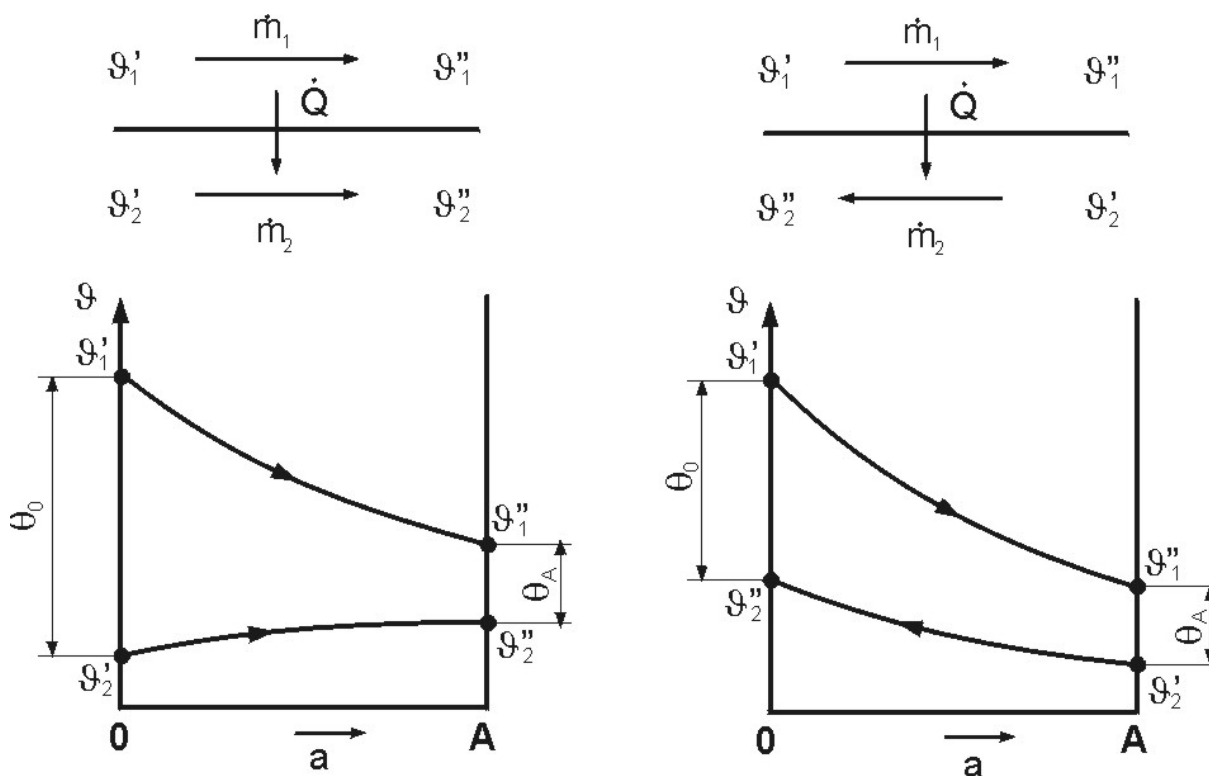 ṁ₁
ϑ₁' ϑ₁"
Q̇
ϑ₂' ϑ₂"
ṁ₂
ϑ
ϑ₁'
θ₀
ϑ₁"
θ_A
ϑ₂"
ϑ₂'
0 A
a
ṁ₁
ϑ₁' ϑ₁"
Q̇
ϑ₂" ϑ₂'
ṁ₂
ϑ
ϑ₁'
θ₀
ϑ₁"
ϑ₂"
θ_A
ϑ₂'
0 A
a